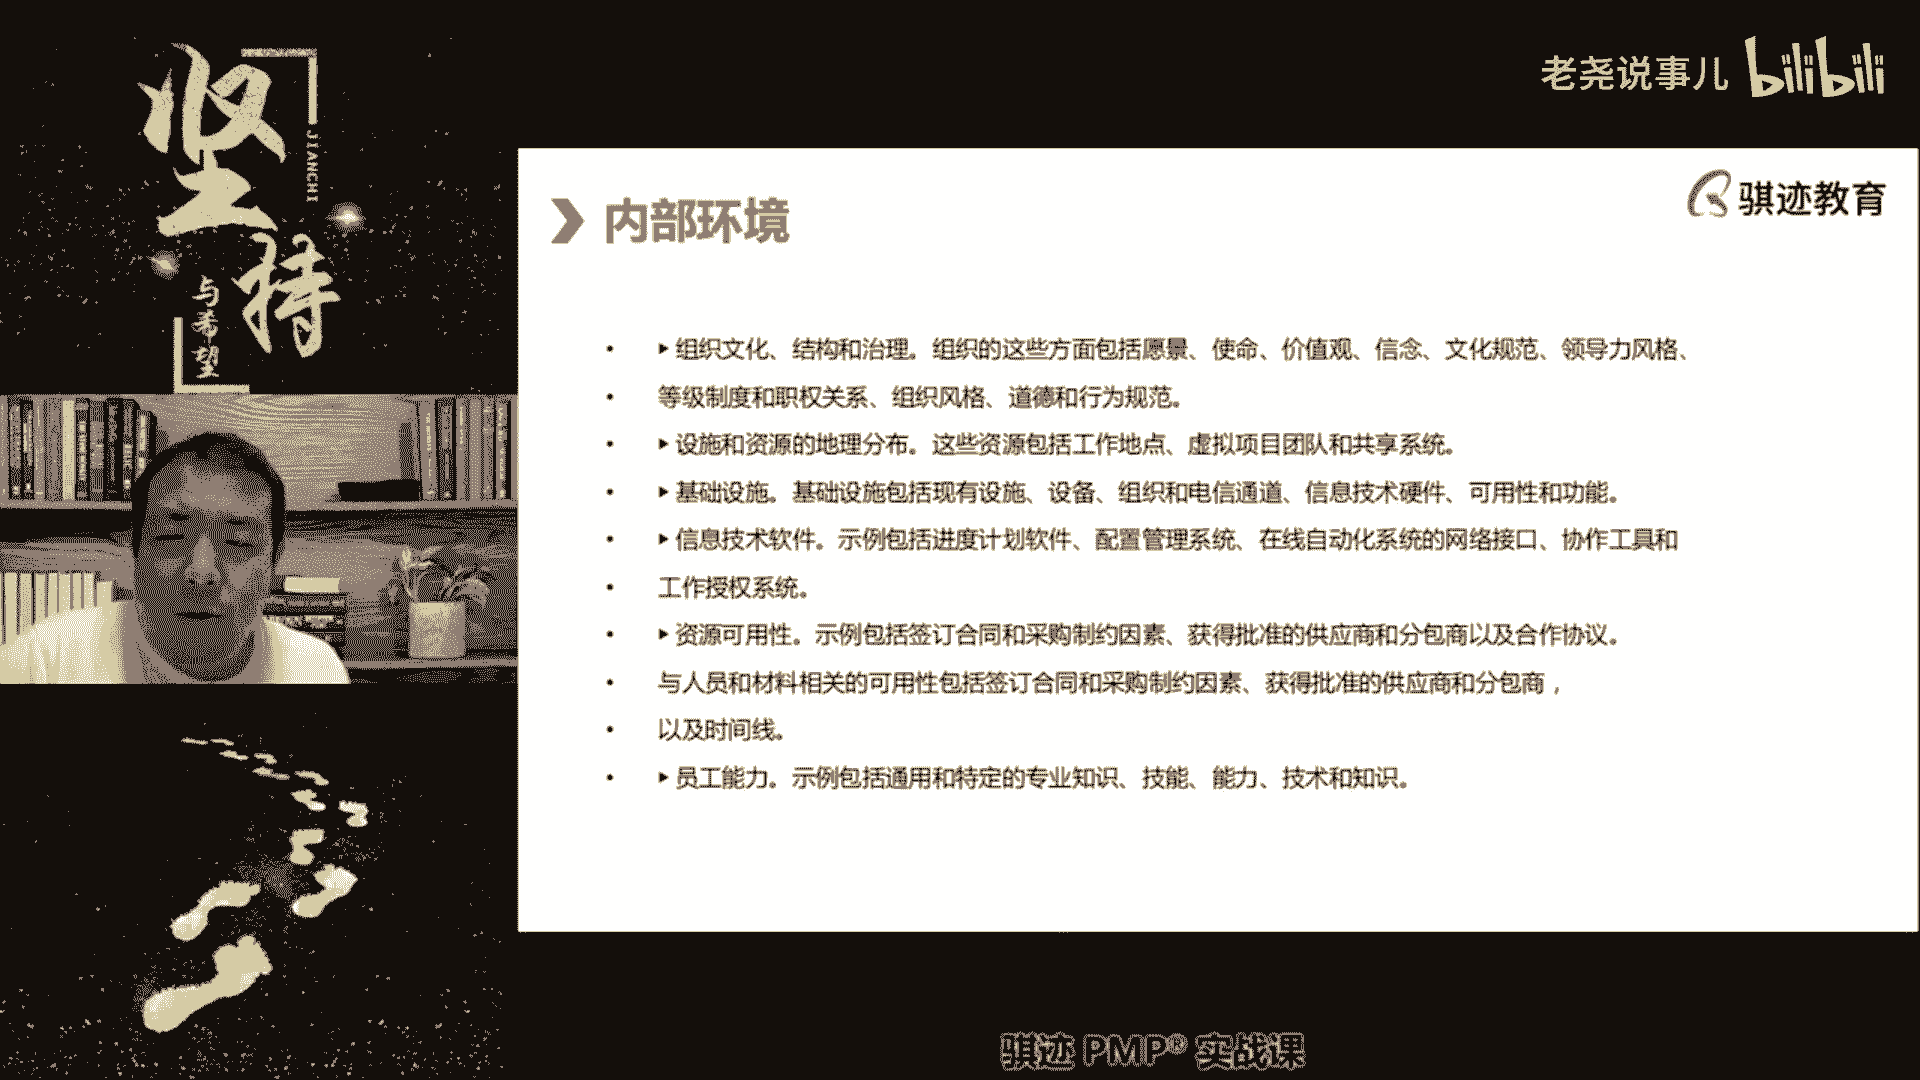 坚持
JIANCHI
与希望
老尧说事儿 bilibili
骐迹教育
内部环境
• ▶组织文化、结构和治理。组织的这些方面包括愿景、使命、价值观、信念、文化规范、领导力风格、
• 等级制度和职权关系、组织风格、道德和行为规范。
• ▶设施和资源的地理分布。这些资源包括工作地点、虚拟项目团队和共享系统。
• ▶基础设施。基础设施包括现有设施、设备、组织和电信通道、信息技术硬件、可用性和功能。
• ▶信息技术软件。示例包括进度计划软件、配置管理系统、在线自动化系统的网络接口、协作工具和
• 工作授权系统。
• ▶资源可用性。示例包括签订合同和采购制约因素、获得批准的供应商和分包商以及合作协议。
• 与人员和材料相关的可用性包括签订合同和采购制约因素、获得批准的供应商和分包商，
• 以及时间线。
• ▶员工能力。示例包括通用和特定的专业知识、技能、能力、技术和知识。
骐迹 PMP® 实战课